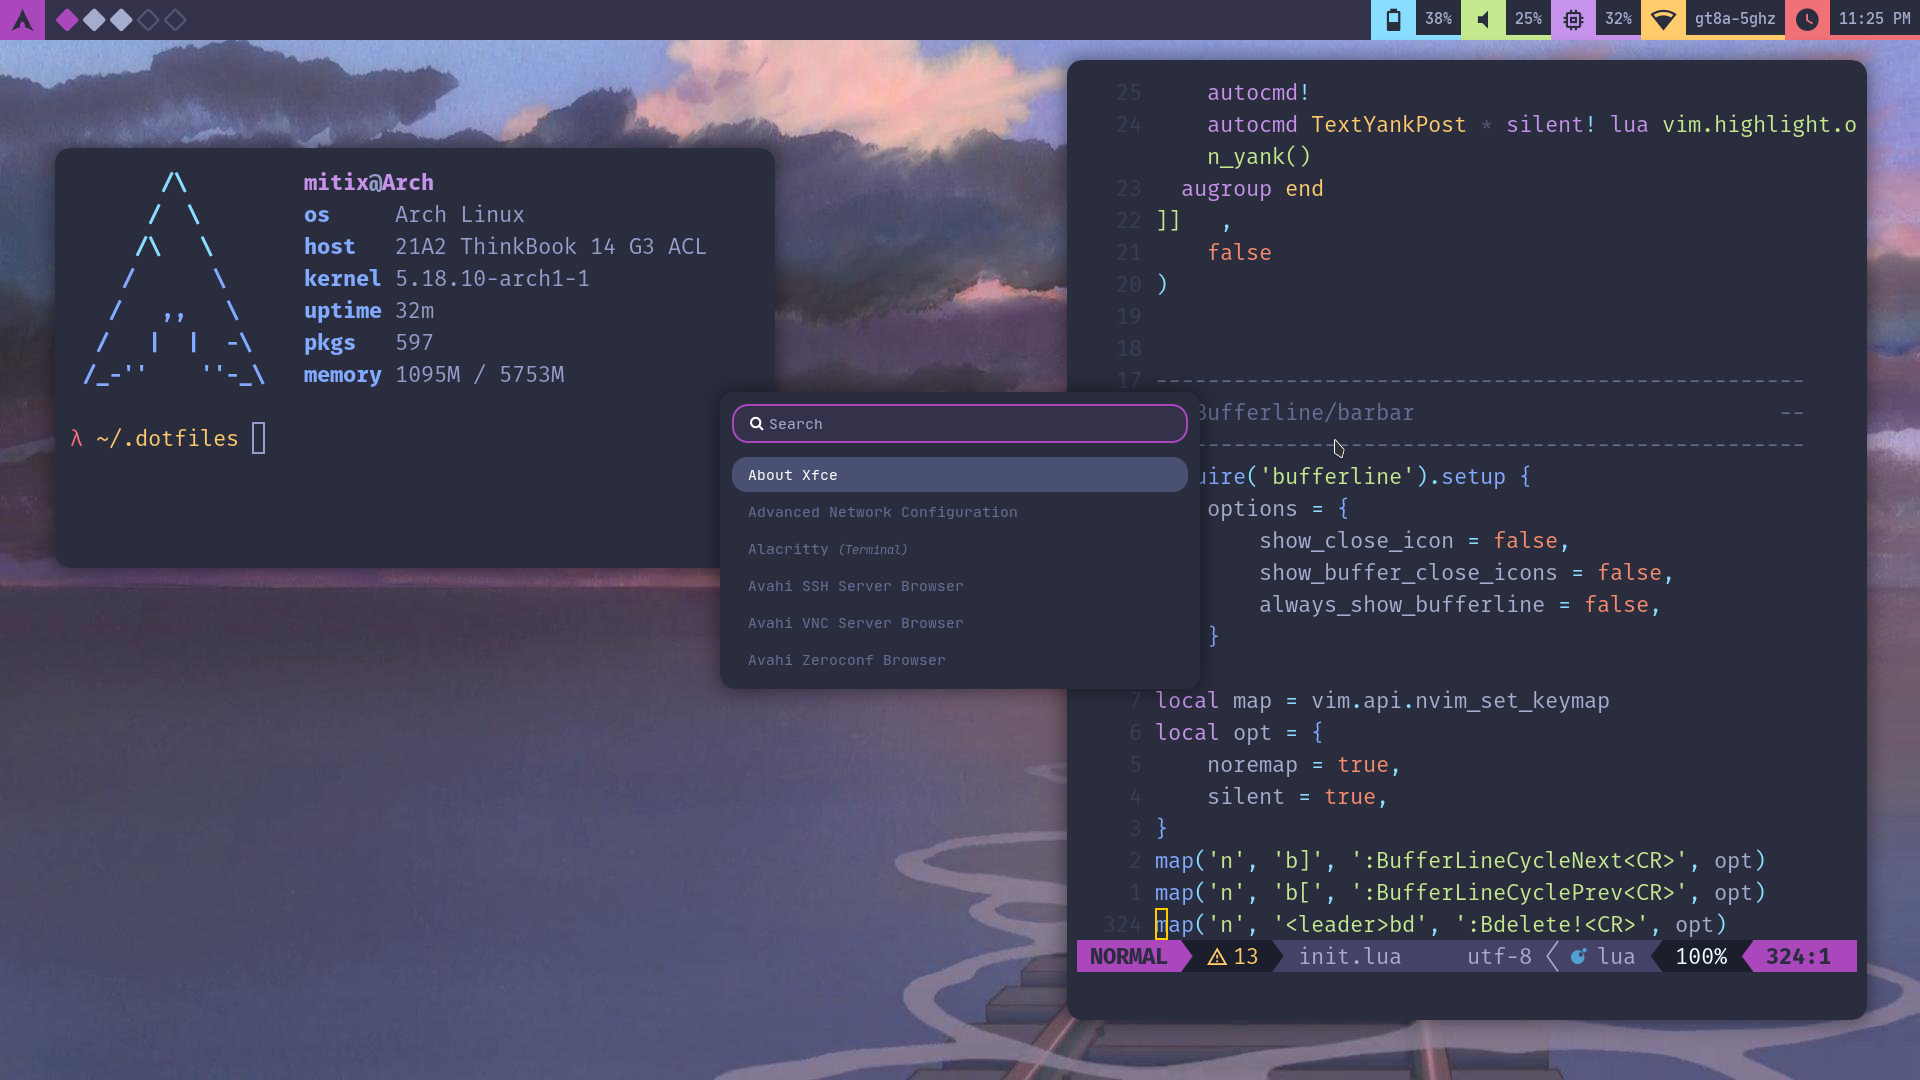 38% 25% 32% gt8a-5ghz 11:25 PM
mitix@Arch
os Arch Linux
host 21A2 ThinkBook 14 G3 ACL
kernel 5.18.10-arch1-1
uptime 32m
pkgs 597
memory 1095M / 5753M
λ ~/.dotfiles
Search
About Xfce
Advanced Network Configuration
Alacritty (Terminal)
Avahi SSH Server Browser
Avahi VNC Server Browser
Avahi Zeroconf Browser
25 autocmd!
24 autocmd TextYankPost * silent! lua vim.highlight.o
n_yank()
23 augroup end
22 ]] ,
21 false
20 )
19
18
17 --------------------------------------------------
Bufferline/barbar --
--------------------------------------------------
uire('bufferline').setup {
options = {
show_close_icon = false,
show_buffer_close_icons = false,
always_show_bufferline = false,
}
7 local map = vim.api.nvim_set_keymap
6 local opt = {
5 noremap = true,
4 silent = true,
3 }
2 map('n', 'b]', ':BufferLineCycleNext<CR>', opt)
1 map('n', 'b[', ':BufferLineCyclePrev<CR>', opt)
324 map('n', '<leader>bd', ':Bdelete!<CR>', opt)
NORMAL 13 init.lua utf-8 lua 100% 324:1